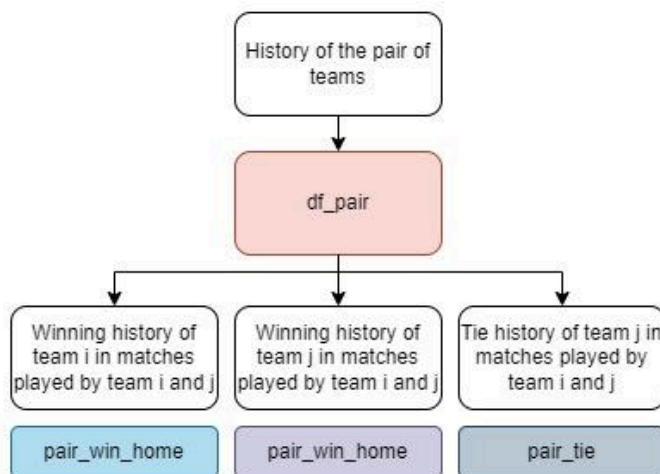 History of the pair of
teams
df_pair
Winning history of
team i in matches
played by team i and j
Winning history of
team j in matches
played by team i and j
Tie history of team j in
matches played by
team i and j
pair_win_home
pair_win_home
pair_tie